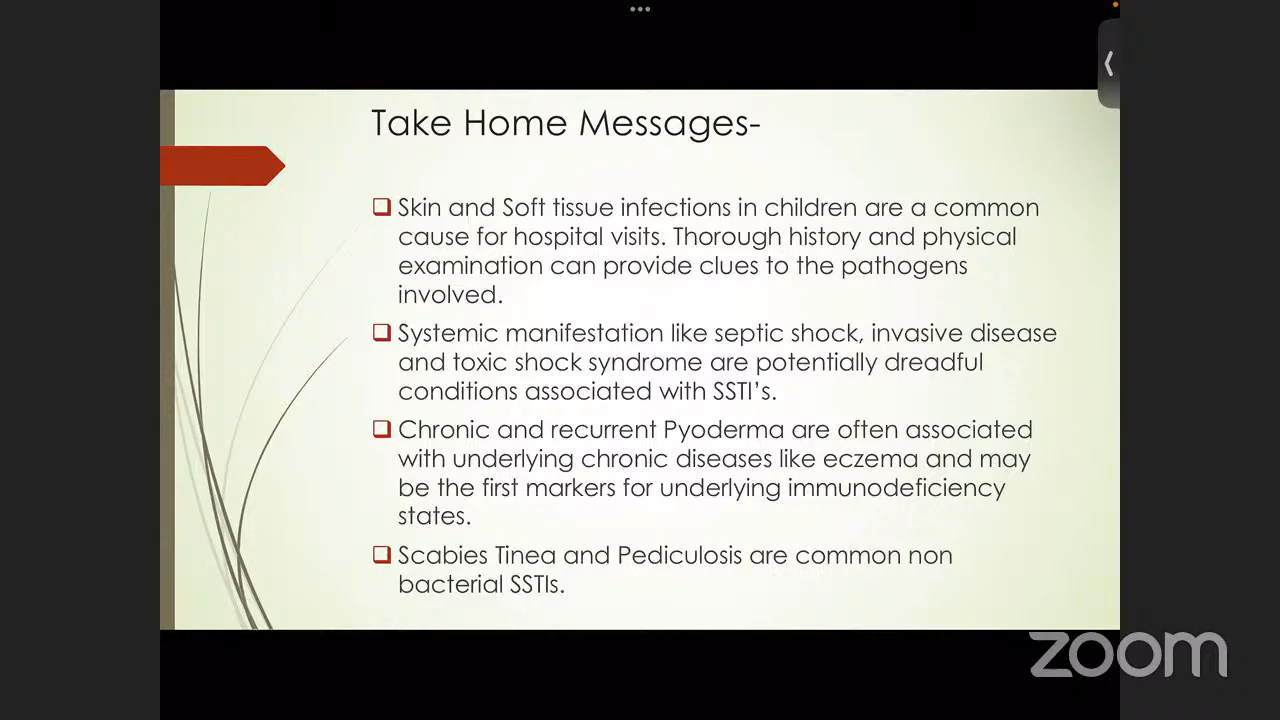 Take Home Messages-
Skin and Soft tissue infections in children are a common
cause for hospital visits. Thorough history and physical
examination can provide clues to the pathogens
involved.
Systemic manifestation like septic shock, invasive disease
and toxic shock syndrome are potentially dreadful
conditions associated with SSTI's.
Chronic and recurrent Pyoderma are often associated
with underlying chronic diseases like eczema and may
be the first markers for underlying immunodeficiency
states.
Scabies Tinea and Pediculosis are common non
bacterial SSTIs.
zoom